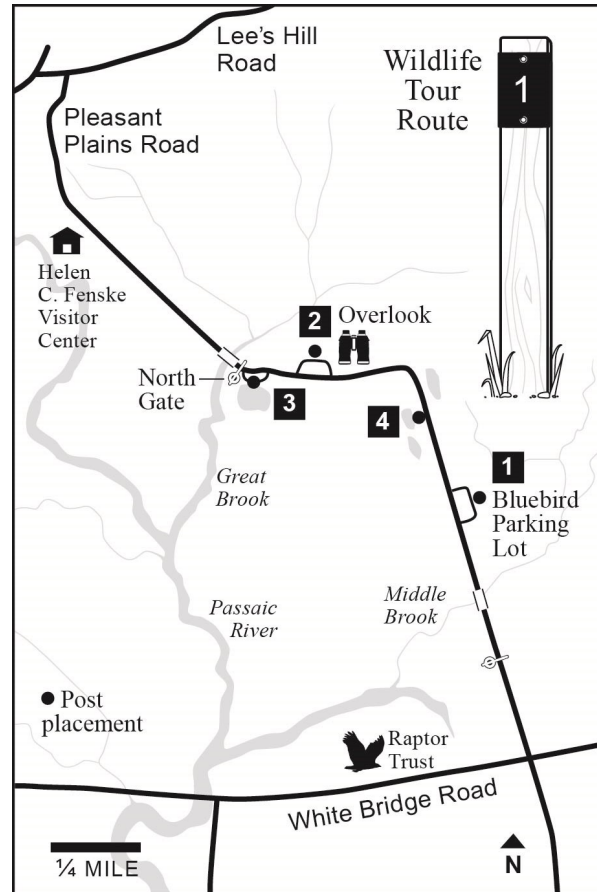 Lee's Hill
Road
Pleasant
Plains Road
Wildlife
Tour
Route
1
Helen
C. Fenske
Visitor
Center
2
Overlook
North
Gate
3
4
1
Bluebird
Parking
Lot
Great
Brook
Passaic
River
Middle
Brook
Post
placement
Raptor
Trust
White Bridge Road
¼ MILE
N